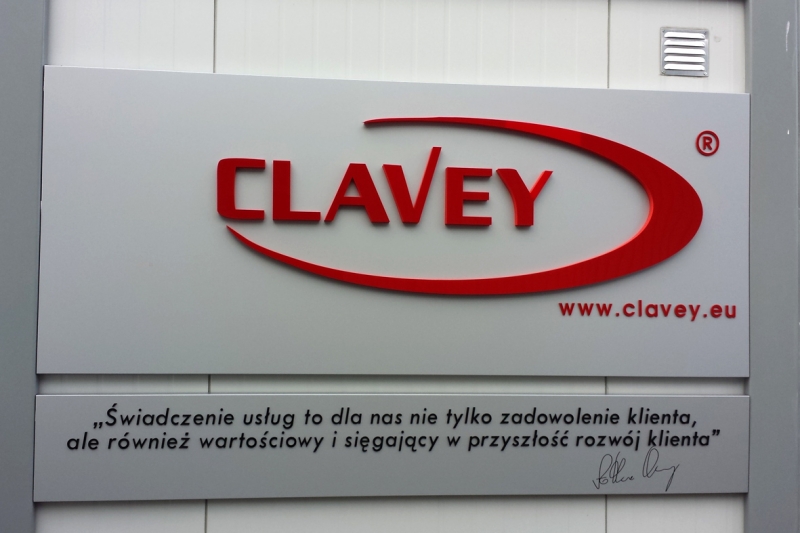 CLAVEY
®
www.clavey.eu
„Świadczenie usług to dla nas nie tylko zadowolenie klienta,
ale również wartościowy i sięgający w przyszłość rozwój klienta”